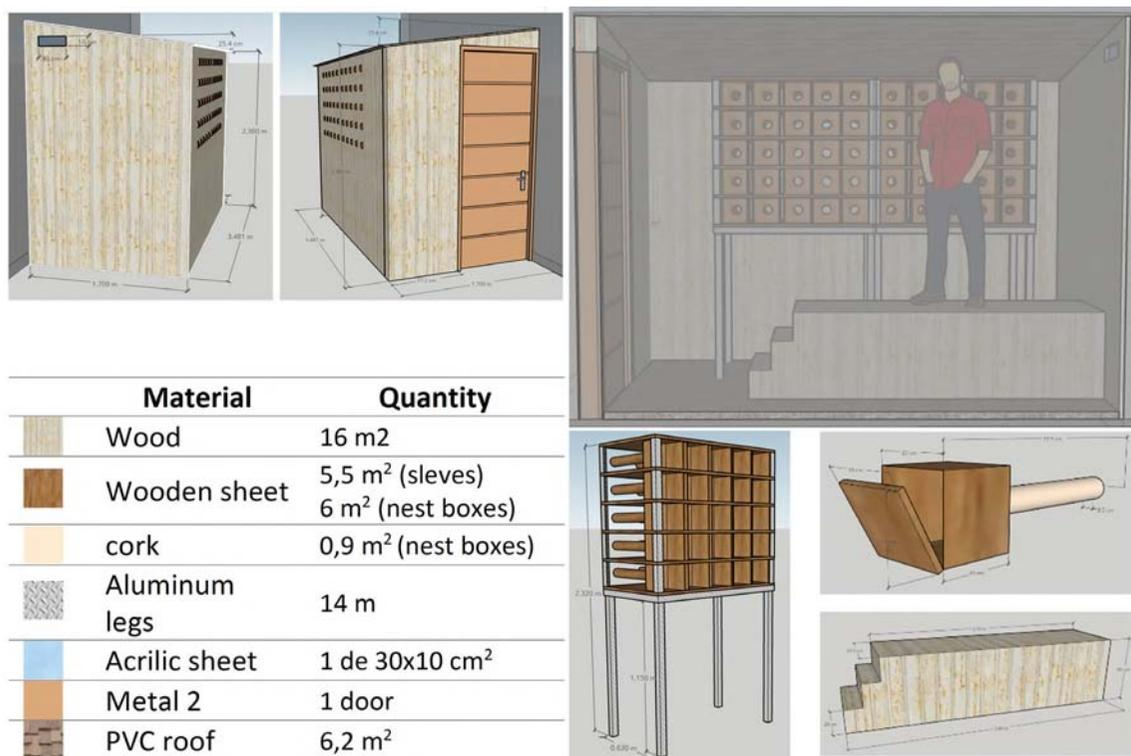 25.4 cm
2.300 m
3.481 m
1.700 m
1.700 m
Material Quantity
Wood 16 m2
Wooden sheet 5,5 m² (sleves)
6 m² (nest boxes)
cork 0,9 m² (nest boxes)
Aluminum
legs 14 m
Acrilic sheet 1 de 30x10 cm²
Metal 2 1 door
PVC roof 6,2 m²
2.320 m
1.150 m
0.630 m